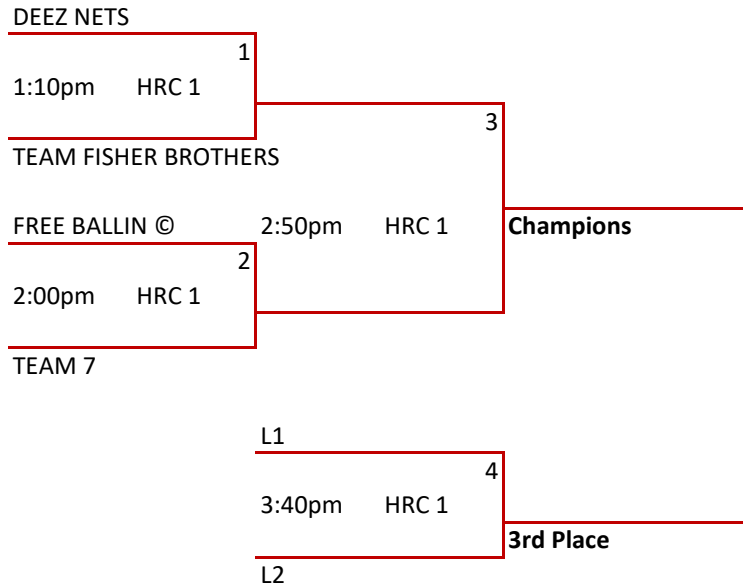 DEEZ NETS
1
1:10pm HRC 1
3
TEAM FISHER BROTHERS
FREE BALLIN © 2:50pm HRC 1 Champions
2
2:00pm HRC 1
TEAM 7
L1
4
3:40pm HRC 1
3rd Place
L2